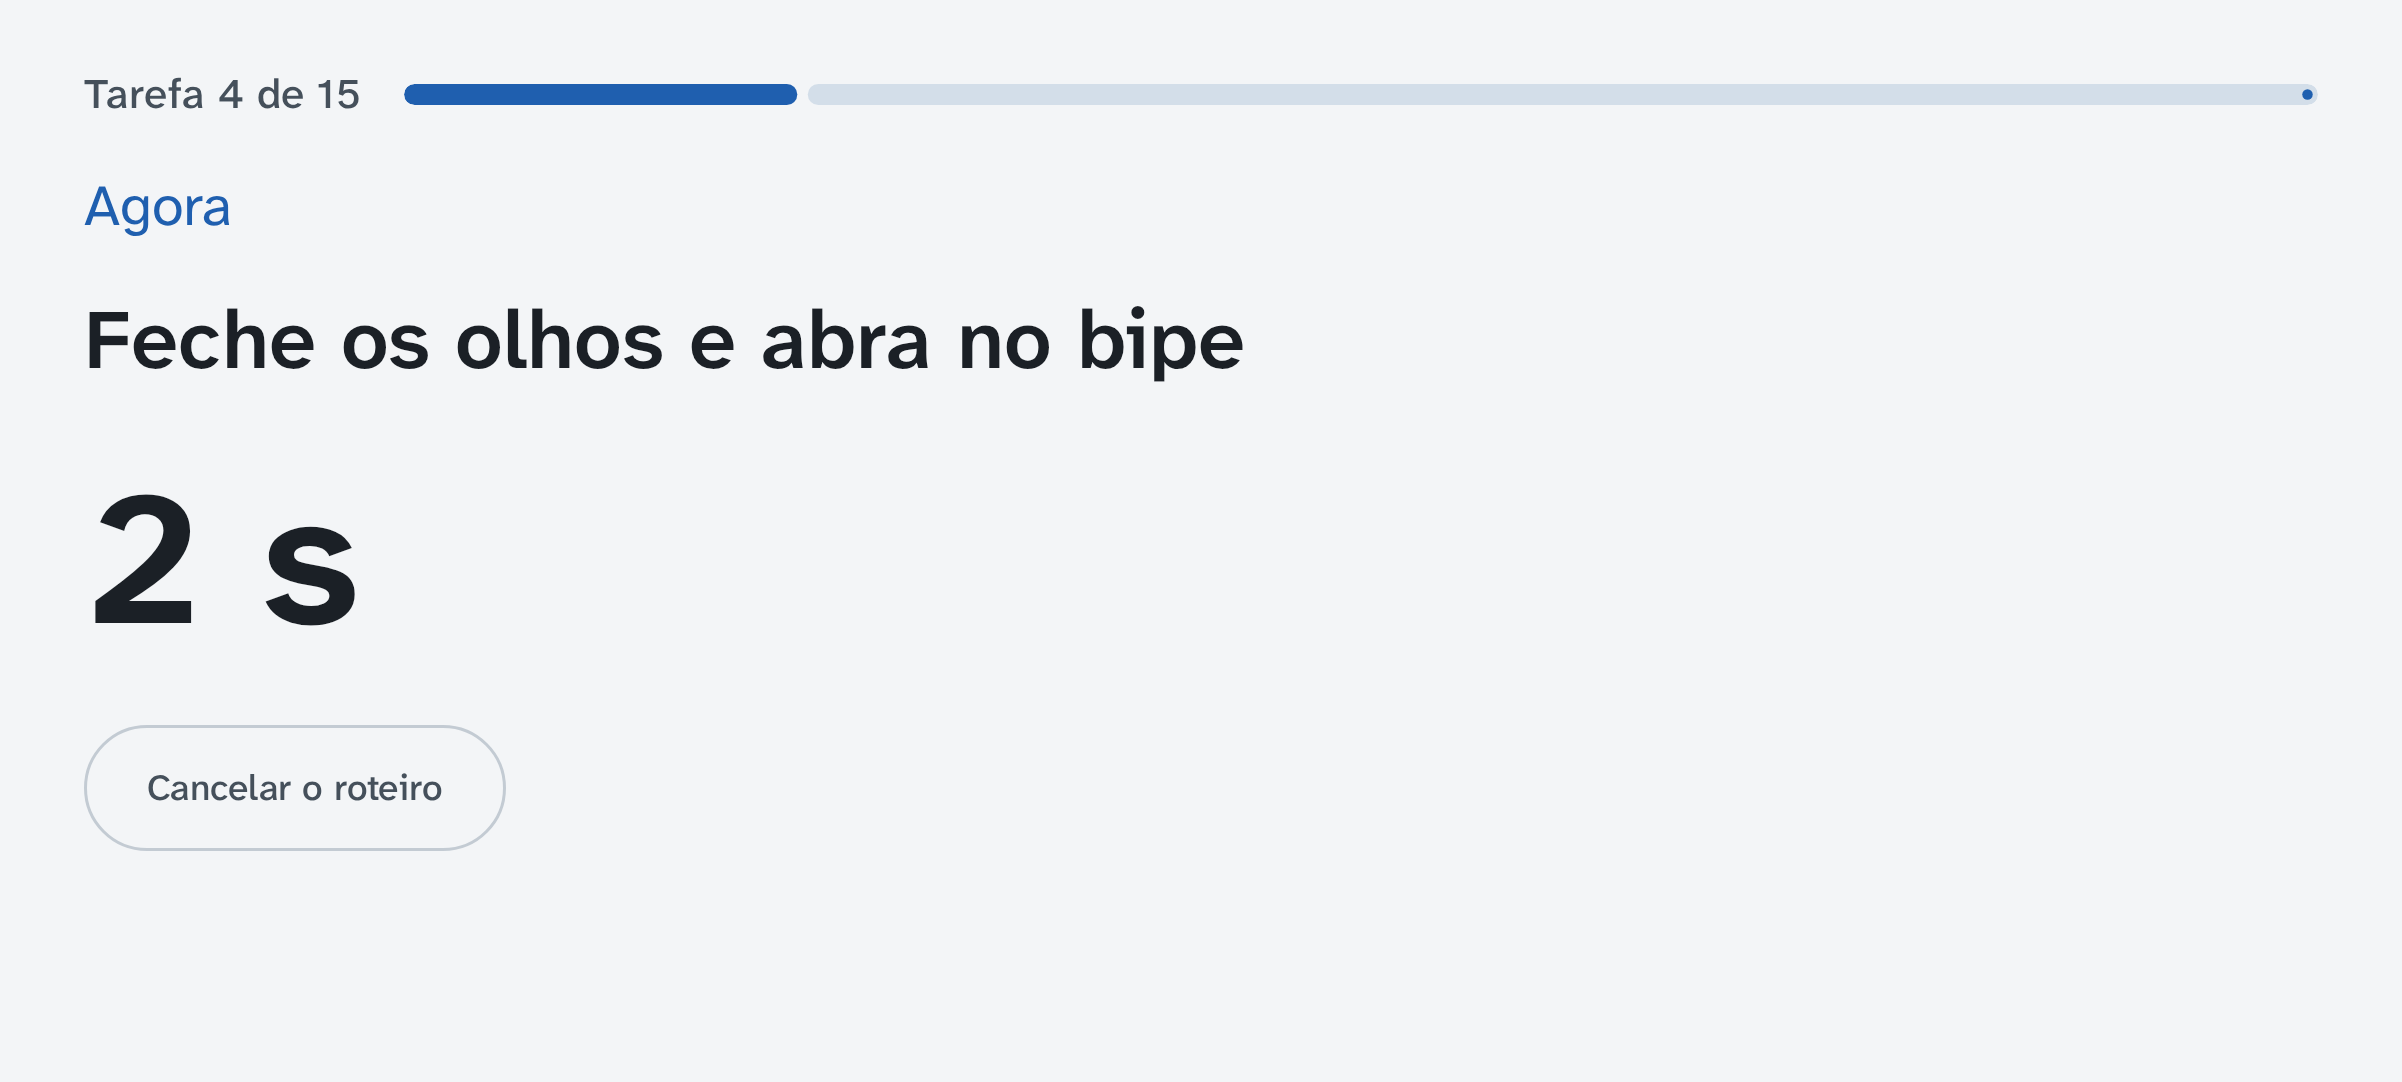 Tarefa 4 de 15
Agora
Feche os olhos e abra no bipe
2 s
Cancelar o roteiro